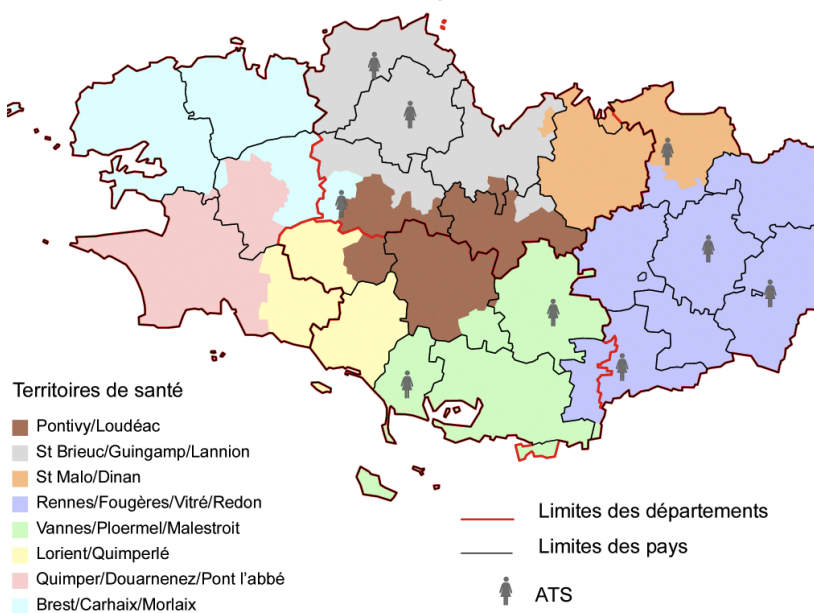 Territoires de santé
Pontivy/Loudéac
St Brieuc/Guingamp/Lannion
St Malo/Dinan
Rennes/Fougères/Vitré/Redon
Vannes/Ploermel/Malestroit
Lorient/Quimperlé
Quimper/Douarnenez/Pont l'abbé
Brest/Carhaix/Morlaix
Limites des départements
Limites des pays
ATS